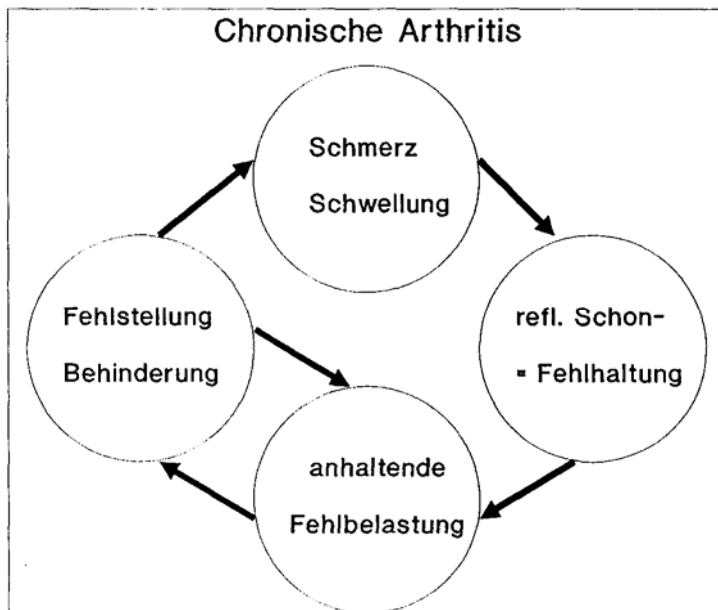 Chronische Arthritis
Schmerz
Schwellung
refl. Schon-
= Fehlhaltung
anhaltende
Fehlbelastung
Fehlstellung
Behinderung